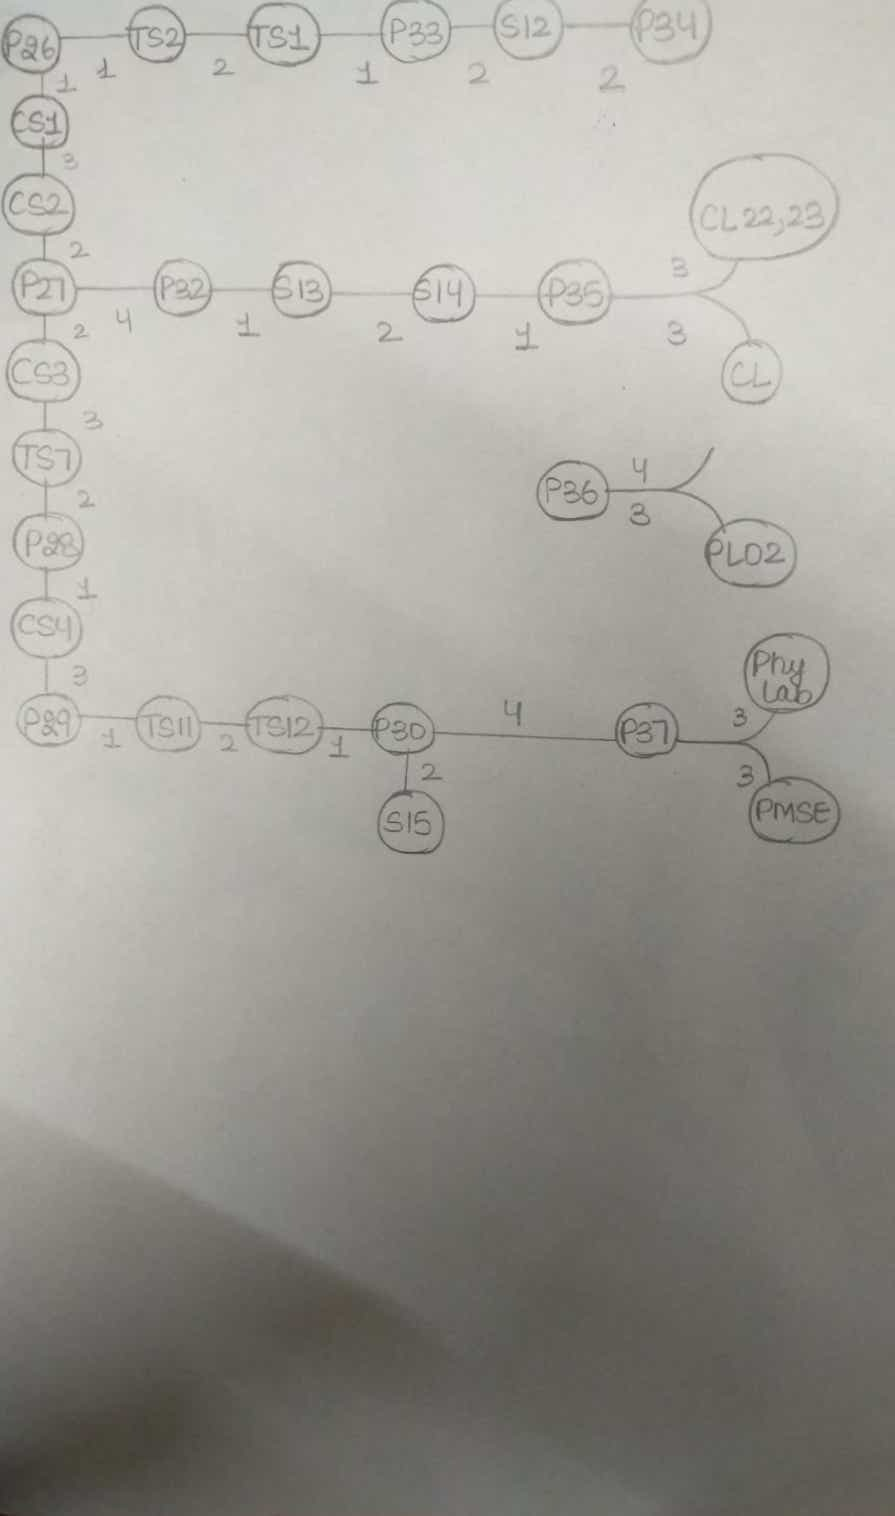 P26 TS2 TS1 P33 S12 P34
1 1 2 1 2 2
CS1
3
CS2
2
CL22,23
P27 P32 S13 S14 P35 3
2 4 1 2 1 3
CS3 CL
3
TS7
2
P36 4
3
P28 PLO2
1
CS4
3
Phy
Lab
P29 TS11 TS12 P30 4 P37 3
1 2 1 2 3
S15 PMSE